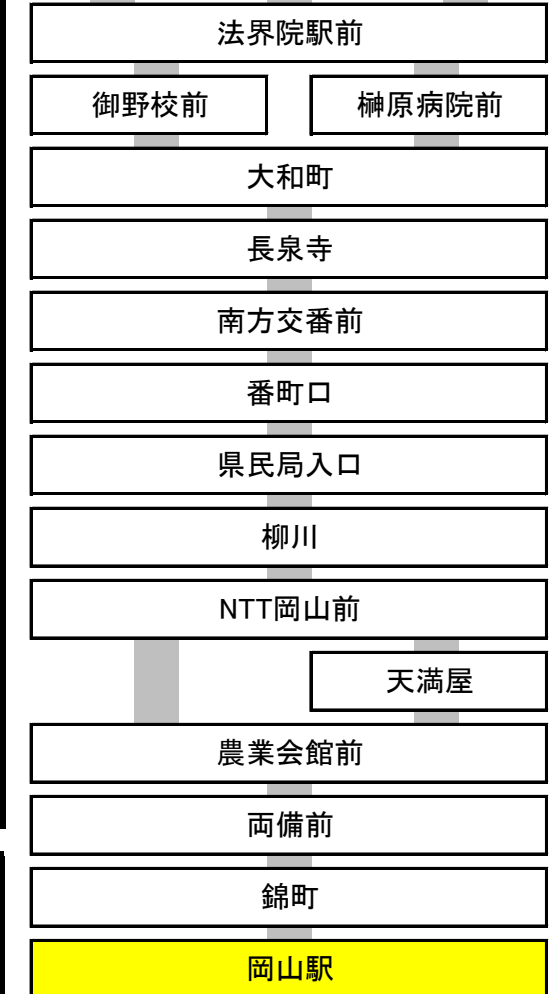 法界院駅前
御野校前
榊原病院前
大和町
長泉寺
南方交番前
番町口
県民局入口
柳川
NTT岡山前
天満屋
農業会館前
両備前
錦町
岡山駅